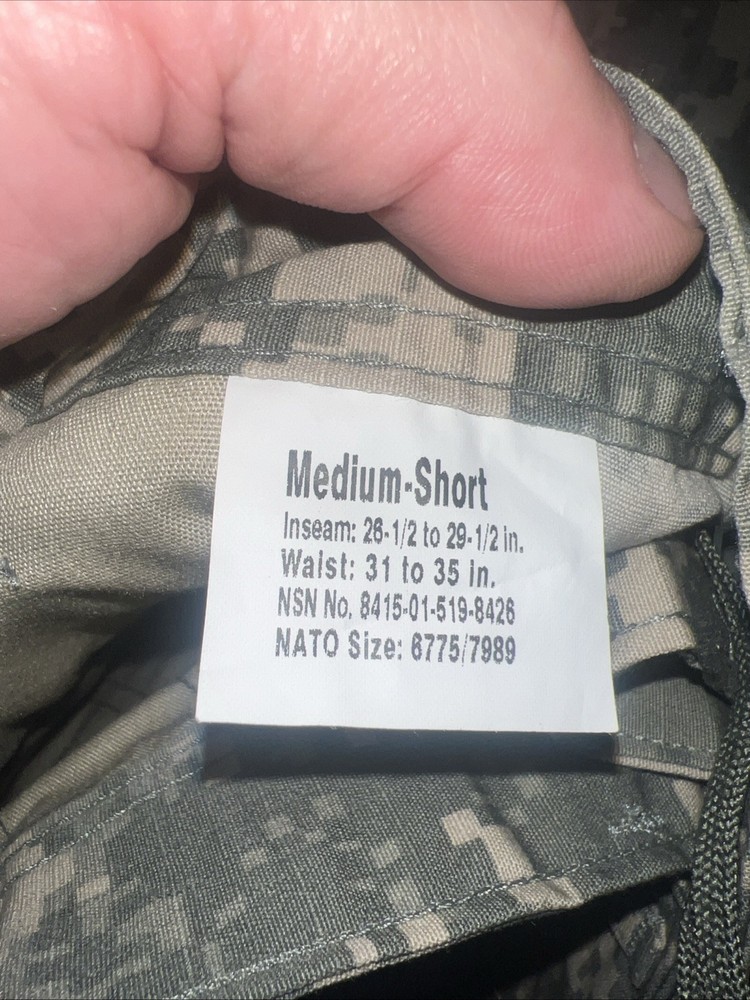 Medium-Short
Inseam: 26-1/2 to 29-1/2 in.
Waist: 31 to 35 in.
NSN No. 8415-01-519-8426
NATO Size: 6775/7989